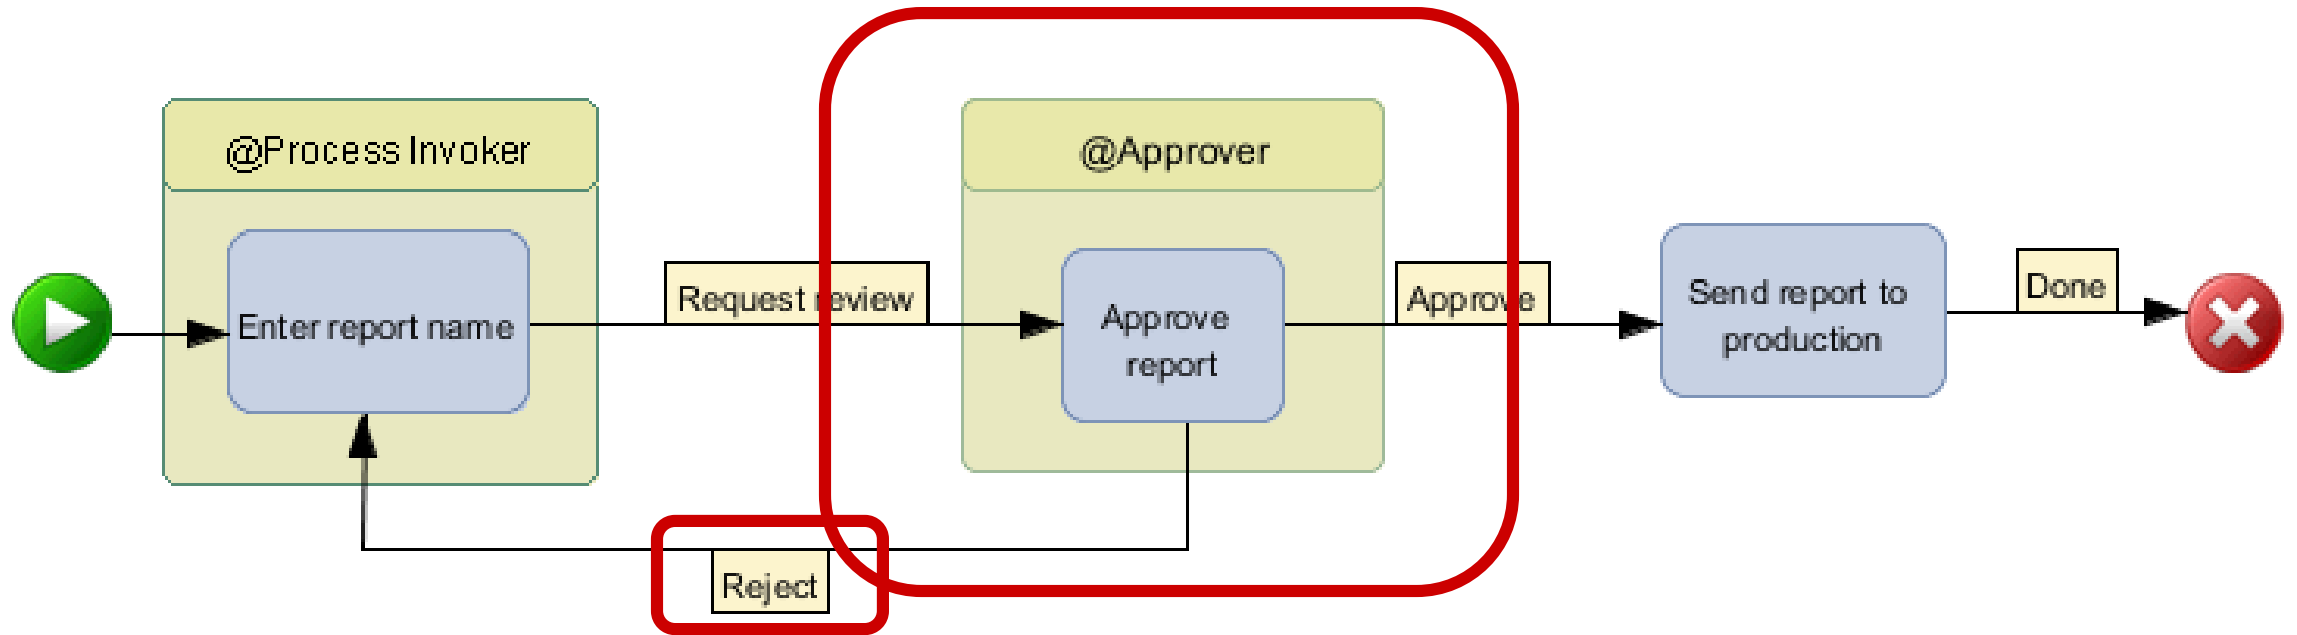 @Process Invoker
Enter report name
Request review
@Approver
Approve
report
Approve
Send report to
production
Done
Reject